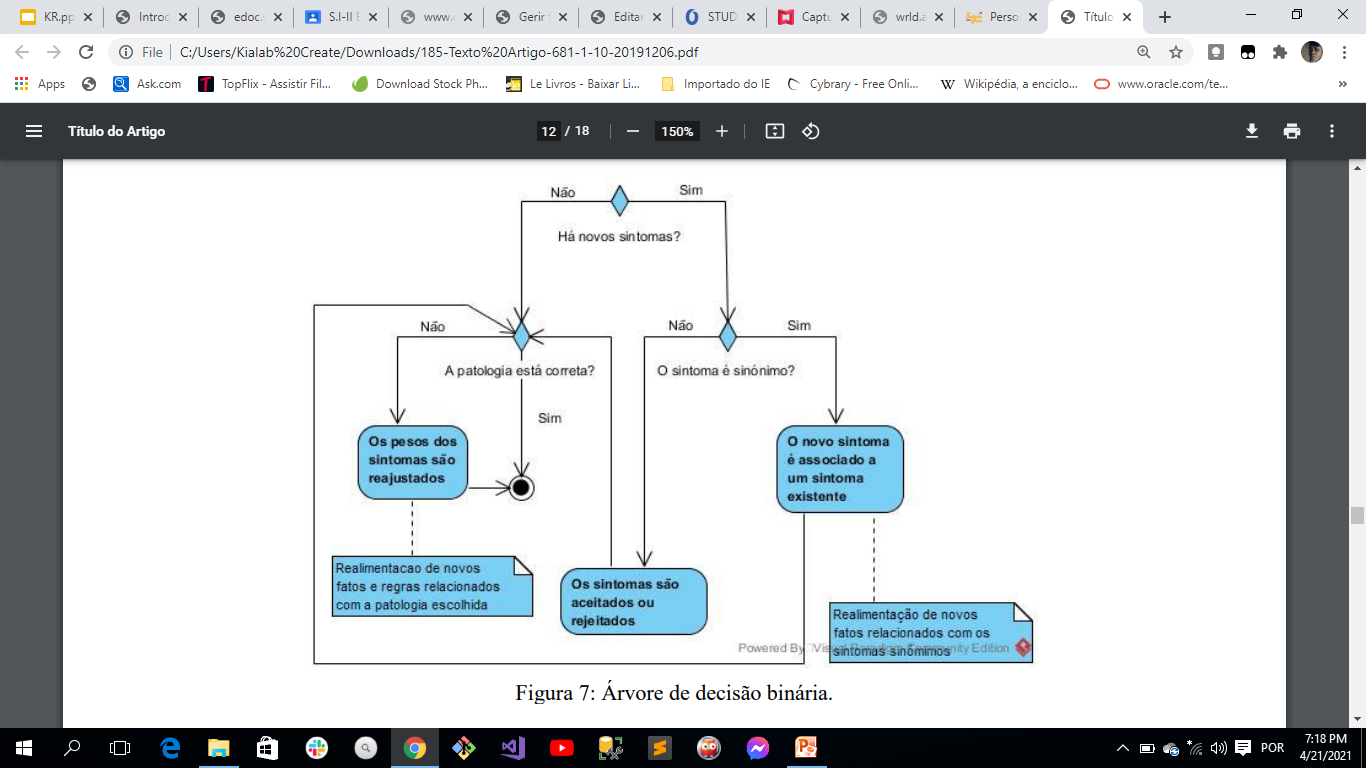 KR.pp
Introd
edoc.
S.I-II E
www.
Gerir
Editar
STUD
Captu
wrld.a
Perso
Título
File | C:/Users/Kialab%20Create/Downloads/185-Texto%20Artigo-681-1-10-20191206.pdf
Apps
Ask.com
TopFlix - Assistir Fil...
Download Stock Ph...
Le Livros - Baixar Li...
Importado do IE
Cybrary - Free Onli...
Wikipédia, a enciclo...
www.oracle.com/te...
»
Título do Artigo
12 / 18
150%
Não
Sim
Há novos sintomas?
Não
Não
Sim
A patologia está correta?
O sintoma é sinónimo?
Sim
Os pesos dos
sintomas são
reajustados
O novo sintoma
é associado a
um sintoma
existente
Realimentacao de novos
fatos e regras relacionados
com a patologia escolhida
Os sintomas são
aceitados ou
rejeitados
Realimentação de novos
fatos relacionados com os
sintomas sinômimos
Powered By Visual Paradigm Community Edition
Figura 7: Árvore de decisão binária.
POR
7:18 PM
4/21/2021